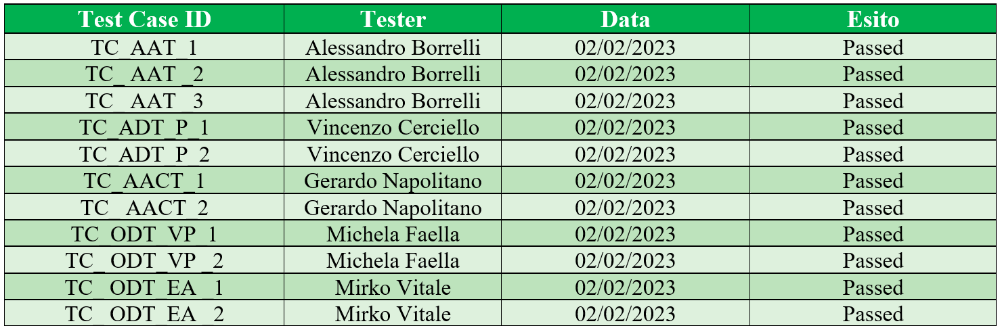 Test Case ID Tester Data Esito
TC_AAT_1 Alessandro Borrelli 02/02/2023 Passed
TC_ AAT _2 Alessandro Borrelli 02/02/2023 Passed
TC_ AAT _3 Alessandro Borrelli 02/02/2023 Passed
TC_ADT_P_1 Vincenzo Cerciello 02/02/2023 Passed
TC_ADT_P_2 Vincenzo Cerciello 02/02/2023 Passed
TC_AACT_1 Gerardo Napolitano 02/02/2023 Passed
TC_ AACT_2 Gerardo Napolitano 02/02/2023 Passed
TC_ODT_VP_1 Michela Faella 02/02/2023 Passed
TC_ ODT_VP _2 Michela Faella 02/02/2023 Passed
TC_ ODT_EA _1 Mirko Vitale 02/02/2023 Passed
TC_ ODT_EA _2 Mirko Vitale 02/02/2023 Passed